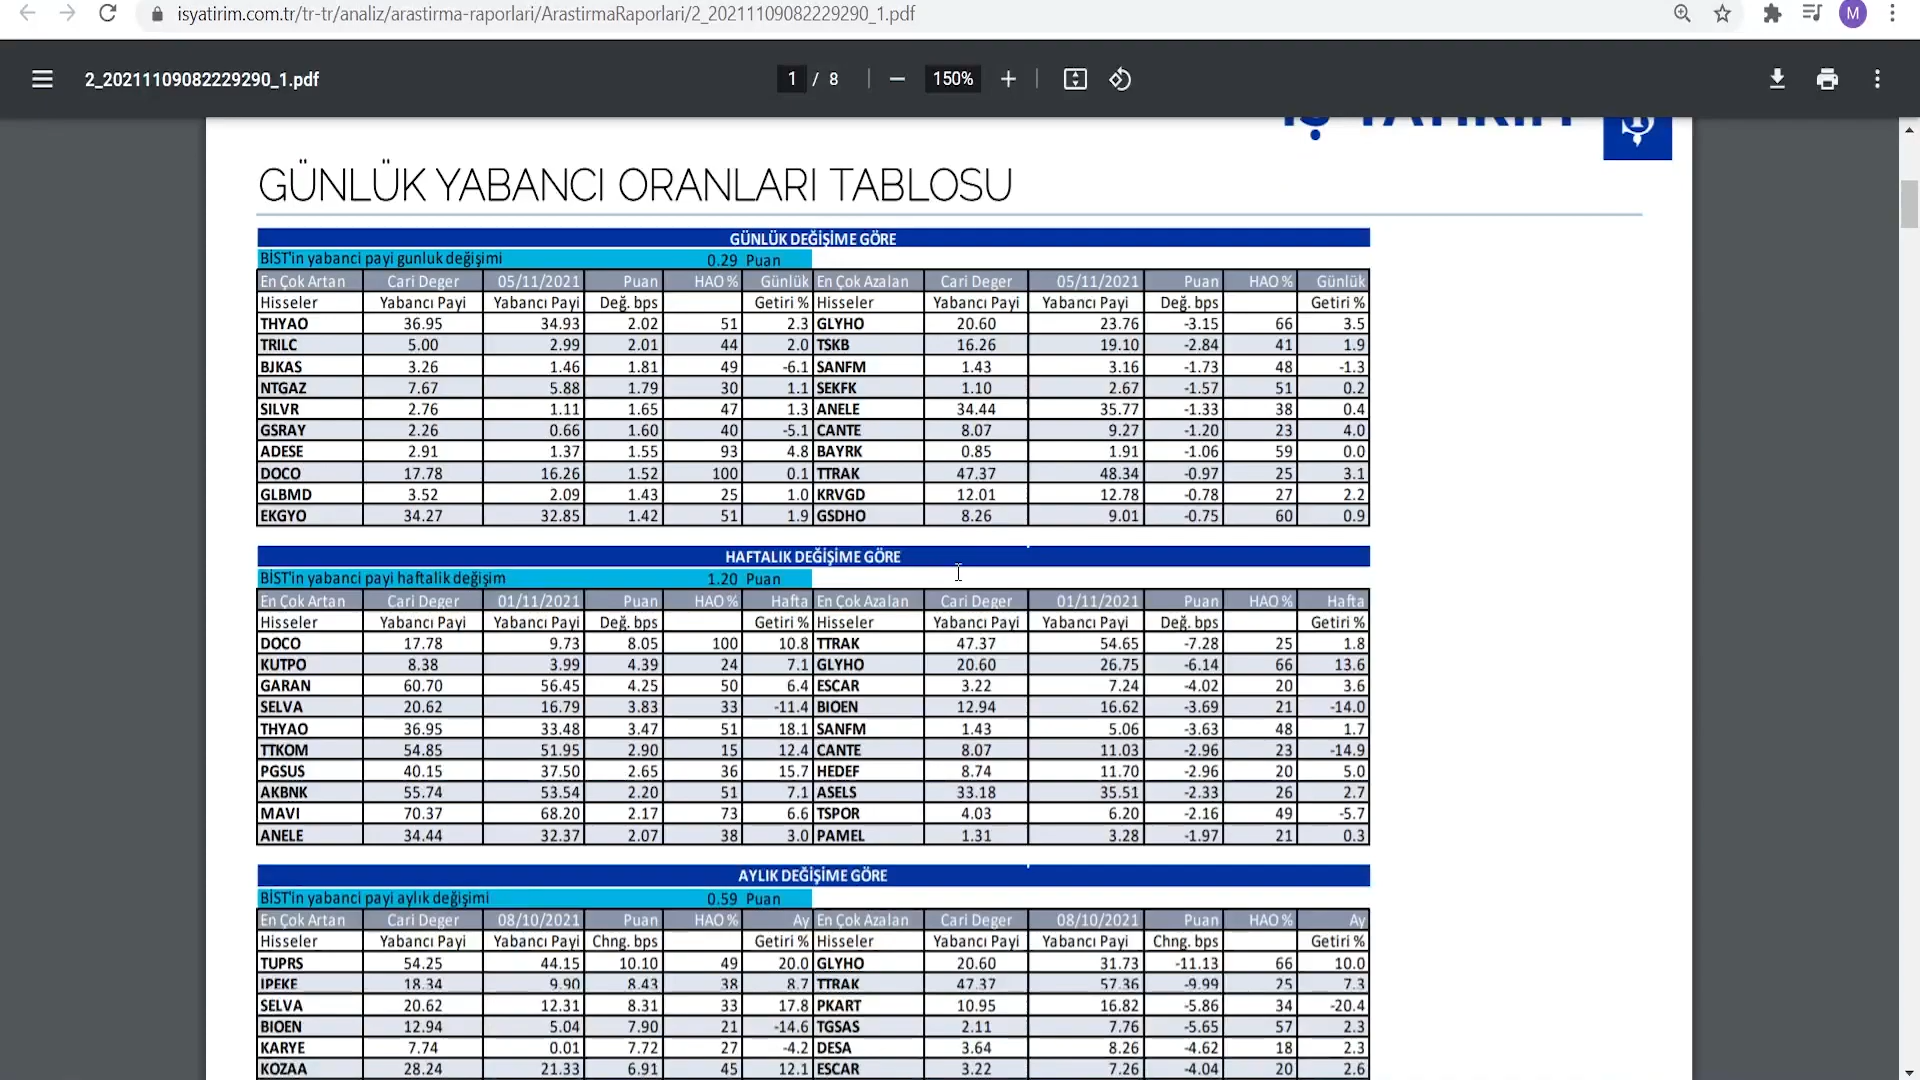 isyatirim.com.tr/tr-tr/analiz/arastirma-raporlari/ArastirmaRaporlari/2_20211109082229290_1.pdf
M
2_20211109082229290_1.pdf
1 / 8
150%
GÜNLÜK YABANCI ORANLARI TABLOSU
GÜNLÜK DEĞİŞİME GÖRE
BİST'in yabanci payi gunluk değişimi 0.29 Puan
En Çok Artan Cari Deger 05/11/2021 Puan HAO % Günlük En Çok Azalan Cari Deger 05/11/2021 Puan HAO % Günlük
Hisseler Yabancı Payi Yabancı Payi Değ. bps Getiri % Hisseler Yabancı Payi Yabancı Payi Değ. bps Getiri %
THYAO 36.95 34.93 2.02 51 2.3 GLYHO 20.60 23.76 -3.15 66 3.5
TRILC 5.00 2.99 2.01 44 2.0 TSKB 16.26 19.10 -2.84 41 1.9
BJKAS 3.26 1.46 1.81 49 -6.1 SANFM 1.43 3.16 -1.73 48 -1.3
NTGAZ 7.67 5.88 1.79 30 1.1 SEKFK 1.10 2.67 -1.57 51 0.2
SILVR 2.76 1.11 1.65 47 1.3 ANELE 34.44 35.77 -1.33 38 0.4
GSRAY 2.26 0.66 1.60 40 -5.1 CANTE 8.07 9.27 -1.20 23 4.0
ADESE 2.91 1.37 1.55 93 4.8 BAYRK 0.85 1.91 -1.06 59 0.0
DOCO 17.78 16.26 1.52 100 0.1 TTRAK 47.37 48.34 -0.97 25 3.1
GLBMD 3.52 2.09 1.43 25 1.0 KRVGD 12.01 12.78 -0.78 27 2.2
EKGYO 34.27 32.85 1.42 51 1.9 GSDHO 8.26 9.01 -0.75 60 0.9
HAFTALIK DEĞİŞİME GÖRE
BİST'in yabanci payi haftalik değişim 1.20 Puan
En Çok Artan Cari Deger 01/11/2021 Puan HAO % Hafta En Çok Azalan Cari Deger 01/11/2021 Puan HAO % Hafta
Hisseler Yabancı Payi Yabancı Payi Değ. bps Getiri % Hisseler Yabancı Payi Yabancı Payi Değ. bps Getiri %
DOCO 17.78 9.73 8.05 100 10.8 TTRAK 47.37 54.65 -7.28 25 1.8
KUTPO 8.38 3.99 4.39 24 7.1 GLYHO 20.60 26.75 -6.14 66 13.6
GARAN 60.70 56.45 4.25 50 6.4 ESCAR 3.22 7.24 -4.02 20 3.6
SELVA 20.62 16.79 3.83 33 -11.4 BIOEN 12.94 16.62 -3.69 21 -14.0
THYAO 36.95 33.48 3.47 51 18.1 SANFM 1.43 5.06 -3.63 48 1.7
TTKOM 54.85 51.95 2.90 15 12.4 CANTE 8.07 11.03 -2.96 23 -14.9
PGSUS 40.15 37.50 2.65 36 15.7 HEDEF 8.74 11.70 -2.96 20 5.0
AKBNK 55.74 53.54 2.20 51 7.1 ASELS 33.18 35.51 -2.33 26 2.7
MAVI 70.37 68.20 2.17 73 6.6 TSPOR 4.03 6.20 -2.16 49 -5.7
ANELE 34.44 32.37 2.07 38 3.0 PAMEL 1.31 3.28 -1.97 21 0.3
AYLIK DEĞİŞİME GÖRE
BİST'in yabanci payi aylık değişimi 0.59 Puan
En Çok Artan Cari Deger 08/10/2021 Puan HAO % Ay En Çok Azalan Cari Deger 08/10/2021 Puan HAO % Ay
Hisseler Yabancı Payi Yabancı Payi Chng. bps Getiri % Hisseler Yabancı Payi Yabancı Payi Chng. bps Getiri %
TUPRS 54.25 44.15 10.10 49 20.0 GLYHO 20.60 31.73 -11.13 66 10.0
IPEKE 18.34 9.90 8.43 38 8.7 TTRAK 47.37 57.36 -9.99 25 7.3
SELVA 20.62 12.31 8.31 33 17.8 PKART 10.95 16.82 -5.86 34 -20.4
BIOEN 12.94 5.04 7.90 21 -14.6 TGSAS 2.11 7.76 -5.65 57 2.3
KARYE 7.74 0.01 7.72 27 -4.2 DESA 3.64 8.26 -4.62 18 2.3
KOZAA 28.24 21.33 6.91 45 12.1 ESCAR 3.22 7.26 -4.04 20 2.6